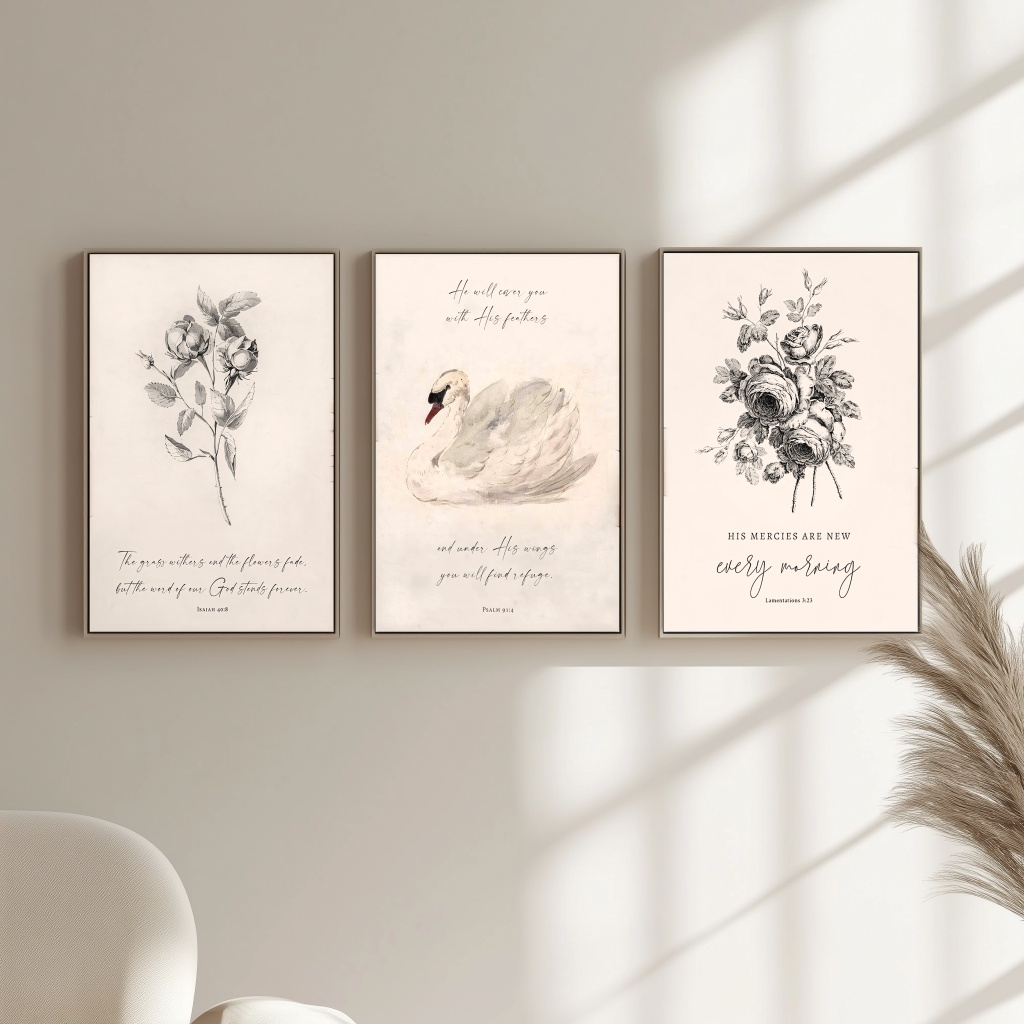 The grass withers and the flowers fade,
but the word of our God stands forever.
Isaiah 40:8
He will cover you
with His feathers
and under His wings
you will find refuge.
Psalm 91:4
HIS MERCIES ARE NEW
every morning
Lamentations 3:23